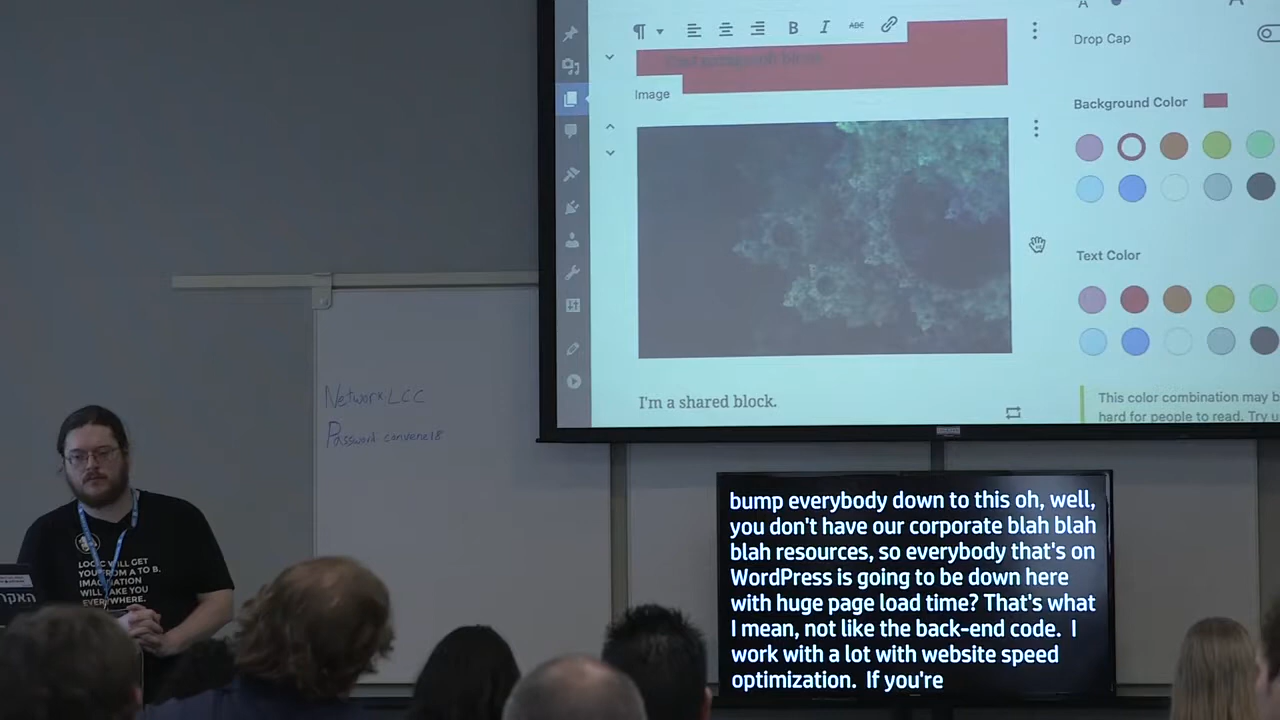 B I ABC
Drop Cap
Image
Background Color
Text Color
I'm a shared block.
This color combination may b
hard for people to read. Try u
Network LCC
Password convene18
LOGIC WILL GET
YOU FROM A TO B.
IMAGINATION
WILL TAKE YOU
EVERYWHERE.
bump everybody down to this oh, well,
you don't have our corporate blah blah
blah resources, so everybody that's on
WordPress is going to be down here
with huge page load time? That's what
I mean, not like the back-end code. I
work with a lot with website speed
optimization. If you're